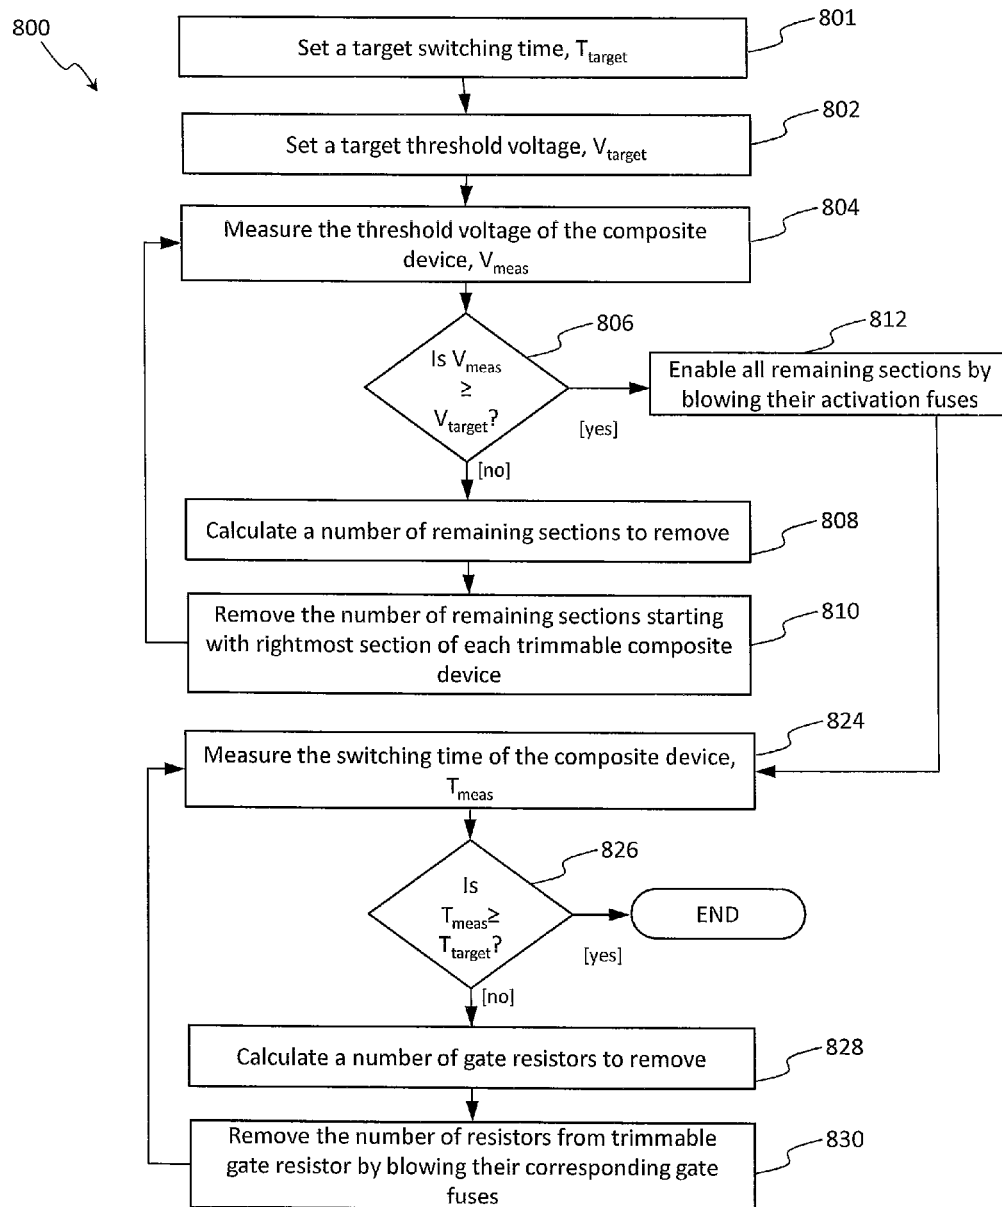 800
801
Set a target switching time, T_target
802
Set a target threshold voltage, V_target
804
Measure the threshold voltage of the composite
device, V_meas
806
Is V_meas
≥
V_target?
[yes]
[no]
812
Enable all remaining sections by
blowing their activation fuses
Calculate a number of remaining sections to remove
808
Remove the number of remaining sections starting
with rightmost section of each trimmable composite
device
810
824
Measure the switching time of the composite device,
T_meas
826
Is
T_meas≥
T_target?
[yes]
[no]
END
Calculate a number of gate resistors to remove
828
Remove the number of resistors from trimmable
gate resistor by blowing their corresponding gate
fuses
830